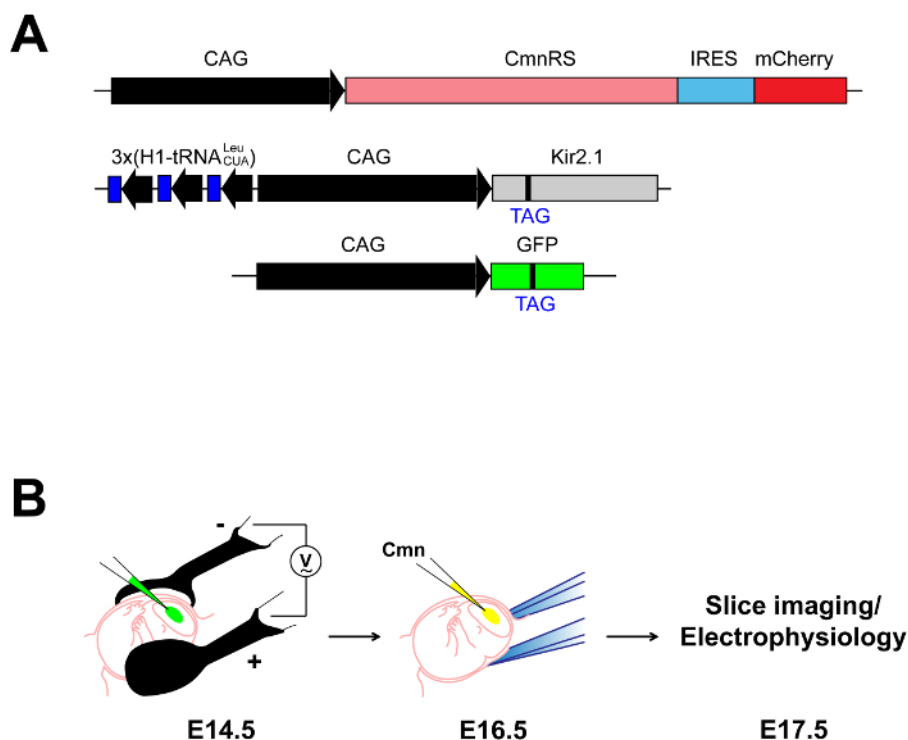 A
CAG CmnRS IRES mCherry
3x(H1-tRNA Leu CUA) CAG Kir2.1
TAG
CAG GFP
TAG
B
- V ~
Cmn
+
Slice imaging/
Electrophysiology
E14.5 E16.5 E17.5